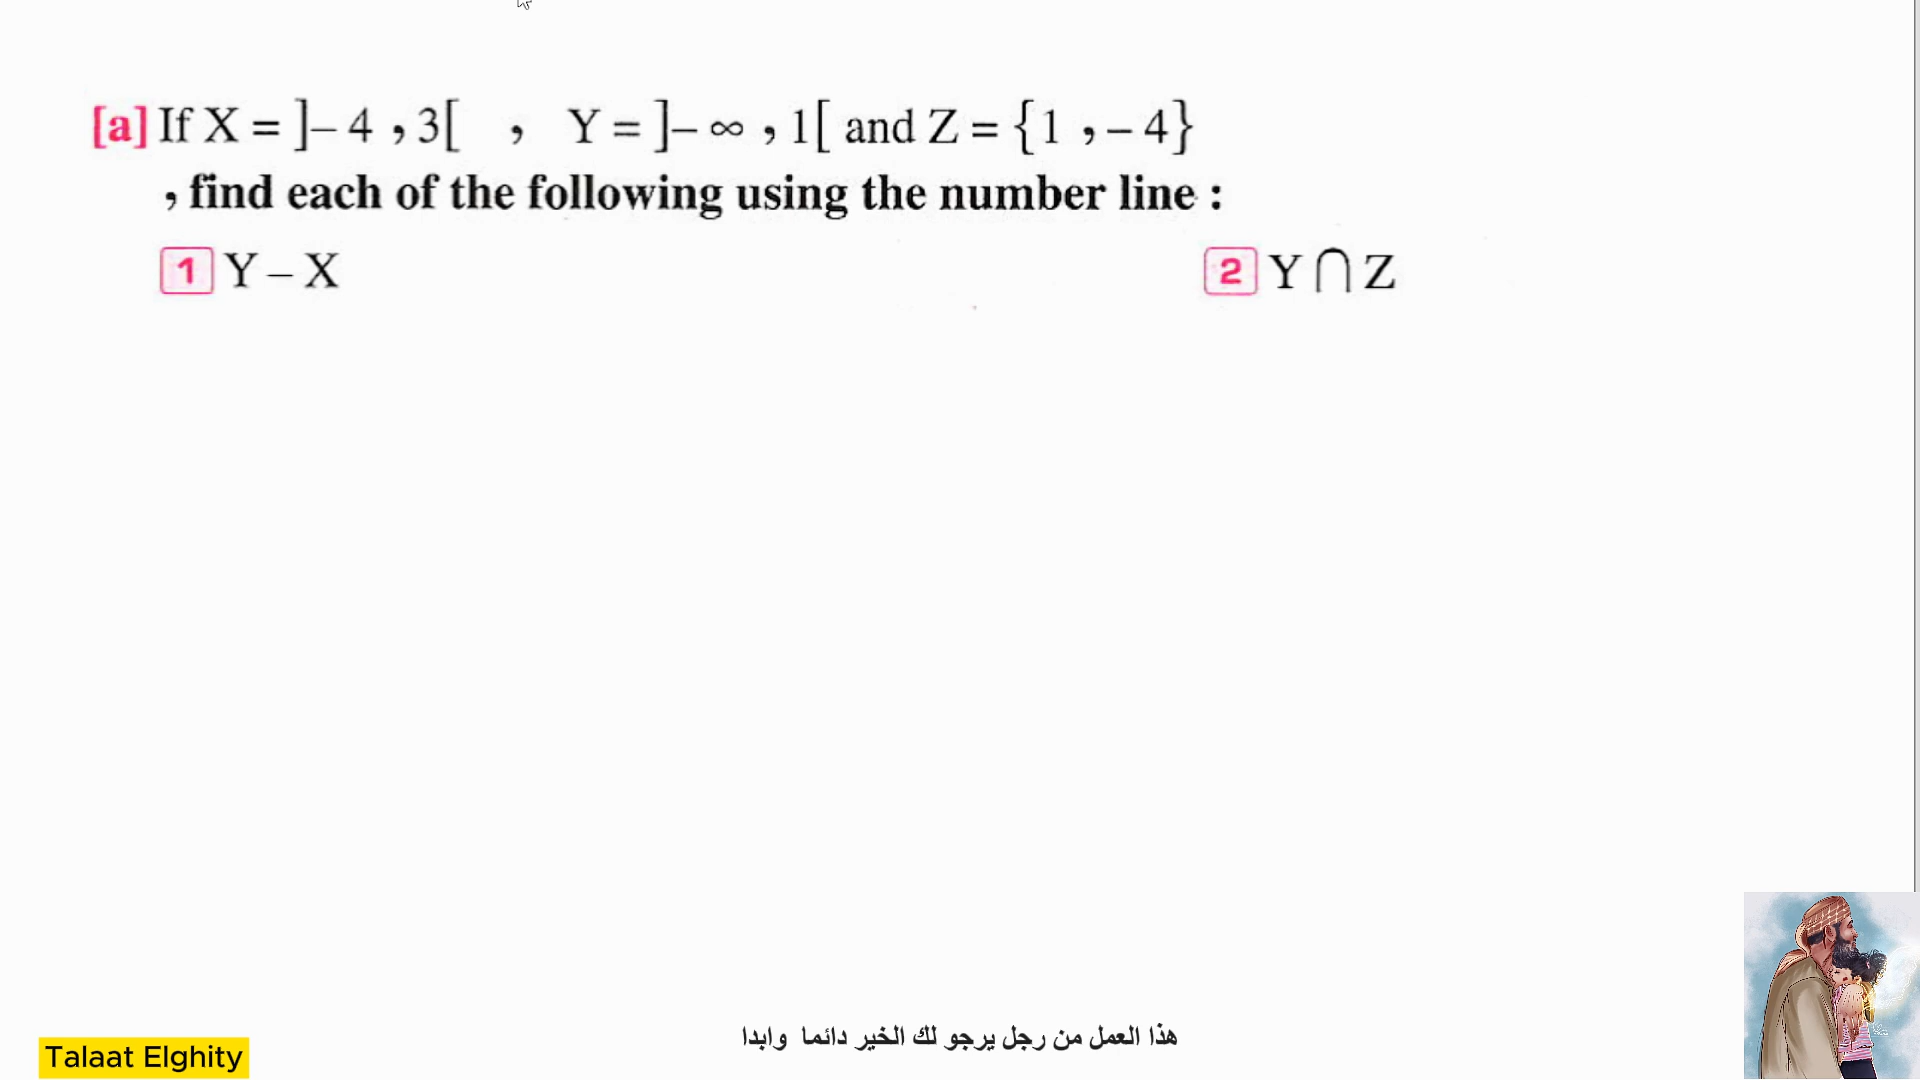 [a] If X = ]– 4 , 3[ , Y = ]– ∞ , 1[ and Z = {1 , – 4}
, find each of the following using the number line :
1 Y – X 2 Y ∩ Z
هذا العمل من رجل يرجو لك الخير دائما وابدا
Talaat Elghity